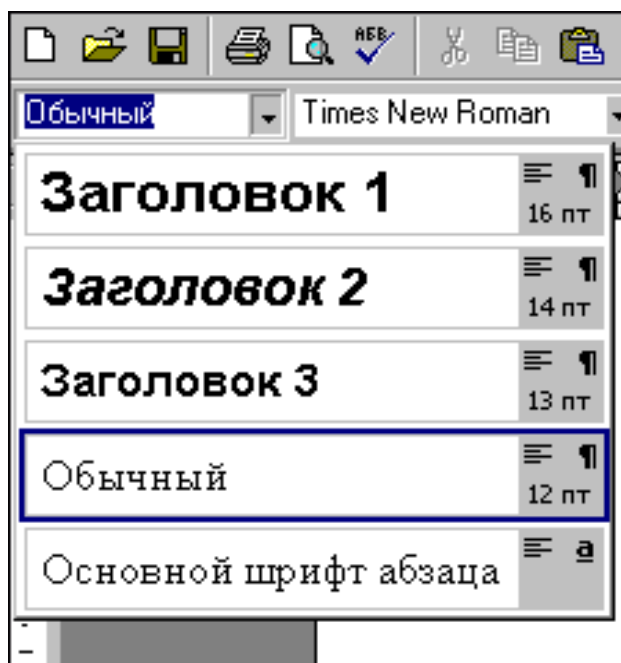 АБВ
Обычный Times New Roman
Заголовок 1 ¶
16 пт
Заголовок 2 ¶
14 пт
Заголовок 3 ¶
13 пт
Обычный ¶
12 пт
Основной шрифт абзаца a